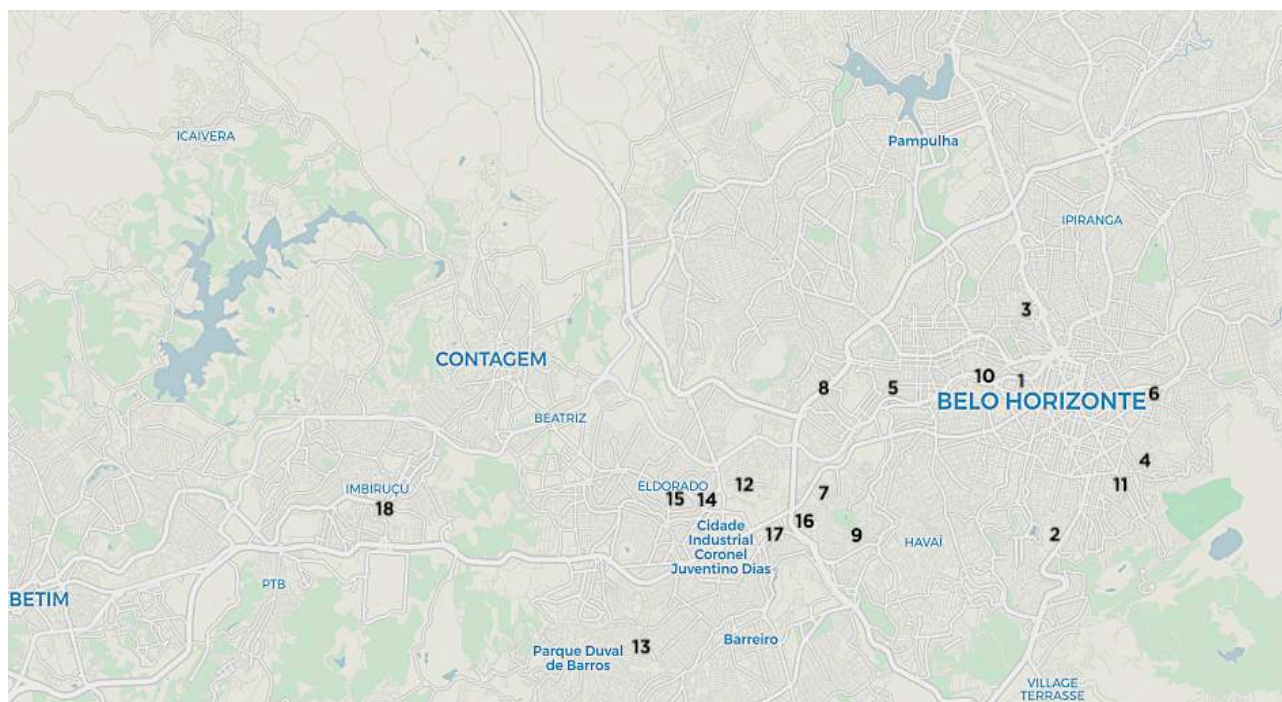 ICAIVERA
Pampulha
IPIRANGA
3
CONTAGEM
10
1
8
5
6
BELO HORIZONTE
BEATRIZ
4
IMBIRUÇU
ELDORADO
12
11
15
14
7
18
16
Cidade
Industrial
Coronel
Juventino Dias
17
9
HAVAÍ
2
PTB
BETIM
Barreiro
13
Parque Duval
de Barros
VILLAGE
TERRASSE